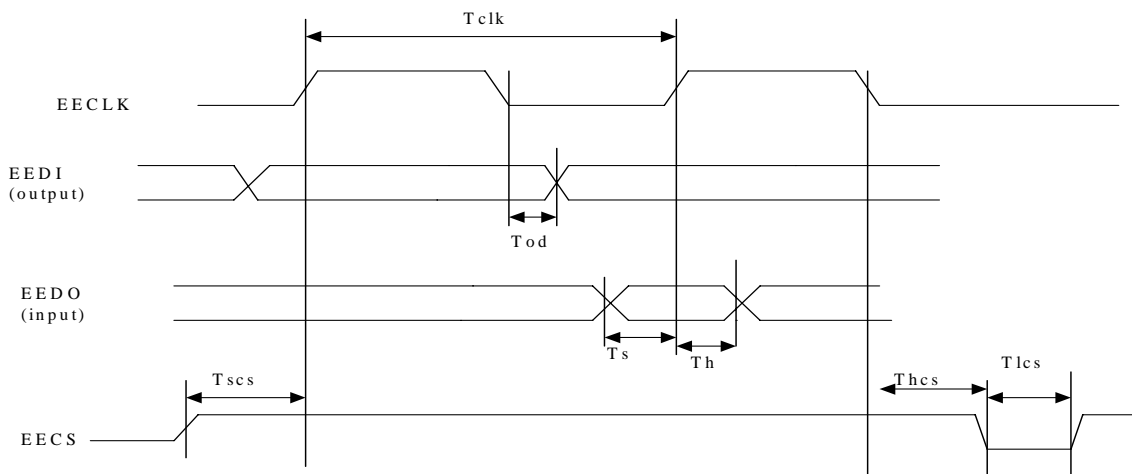 Tclk
EECLK
EEDI
(output)
Tod
EEDO
(input)
Ts
Th
Tscs
Thcs
Tlcs
EECS